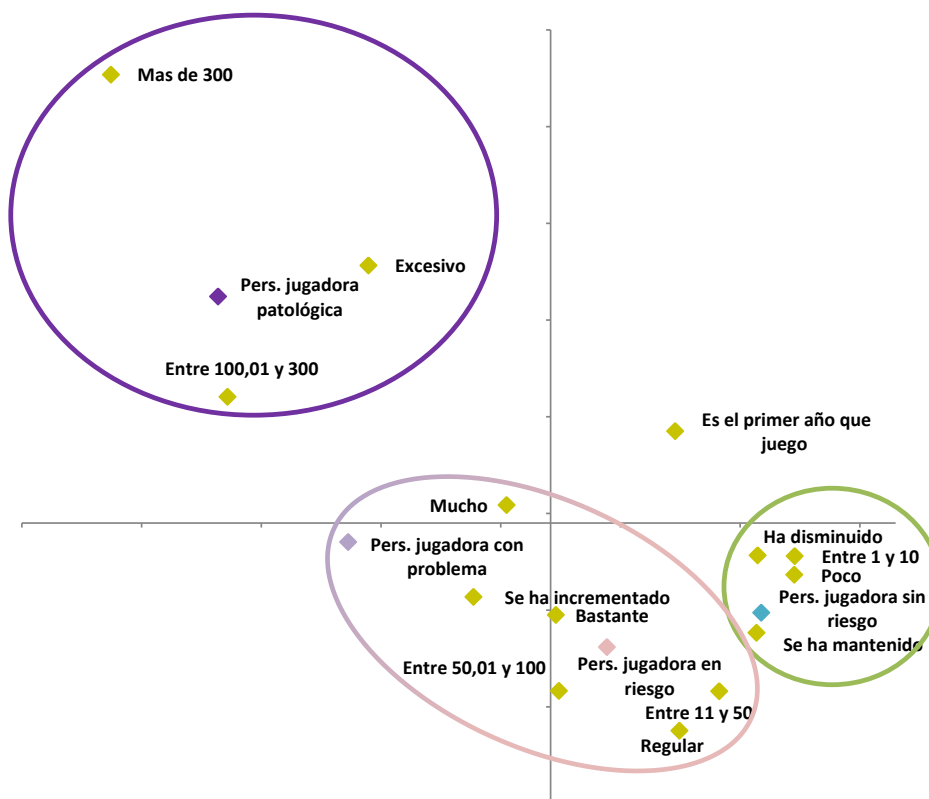 Mas de 300
Excesivo
Pers. jugadora
patológica
Entre 100,01 y 300
Es el primer año que
juego
Mucho
Pers. jugadora con
problema
Ha disminuido
Entre 1 y 10
Poco
Pers. jugadora sin
riesgo
Se ha mantenido
Se ha incrementado
Bastante
Entre 50,01 y 100
Pers. jugadora en
riesgo
Entre 11 y 50
Regular